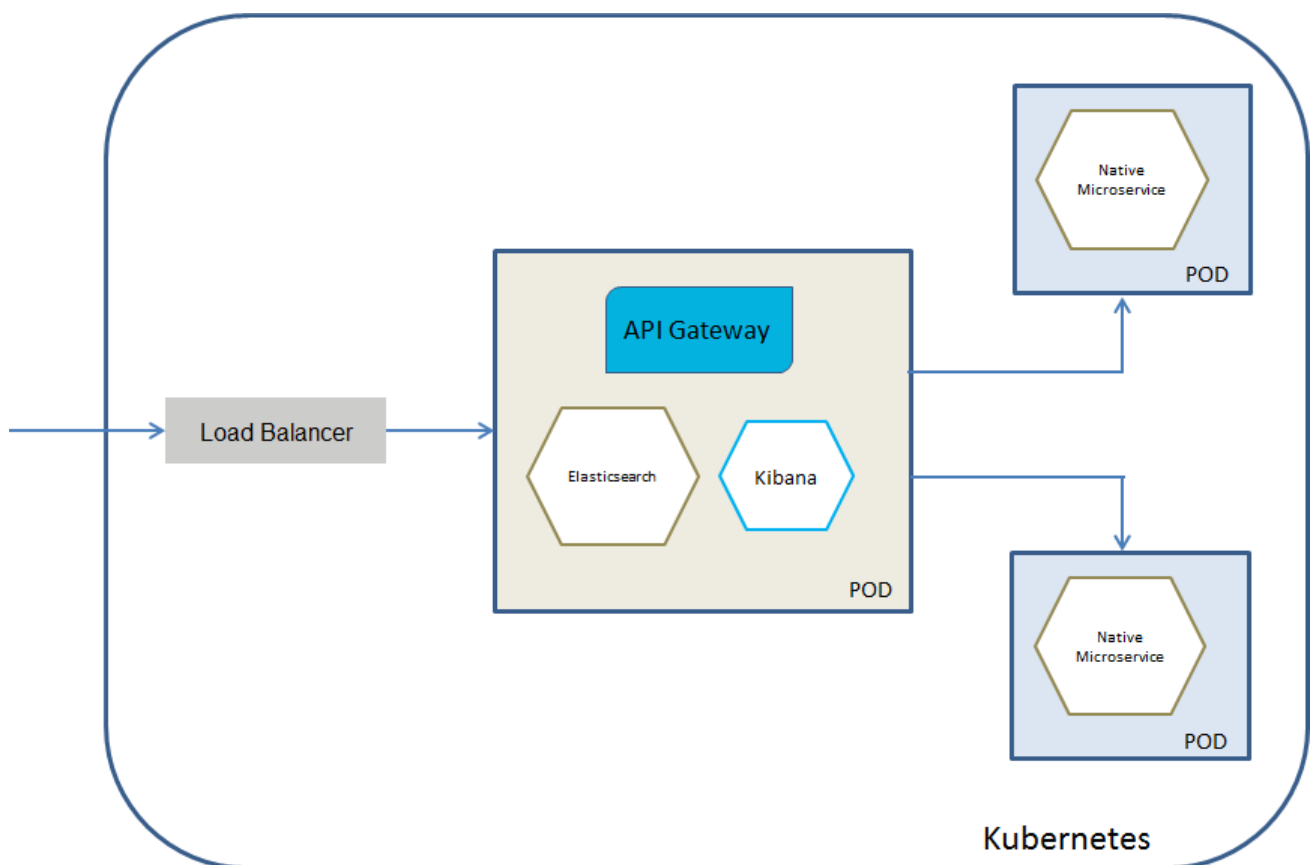 Native
Microservice
POD
API Gateway
Load Balancer
Elasticsearch
Kibana
POD
Native
Microservice
POD
Kubernetes